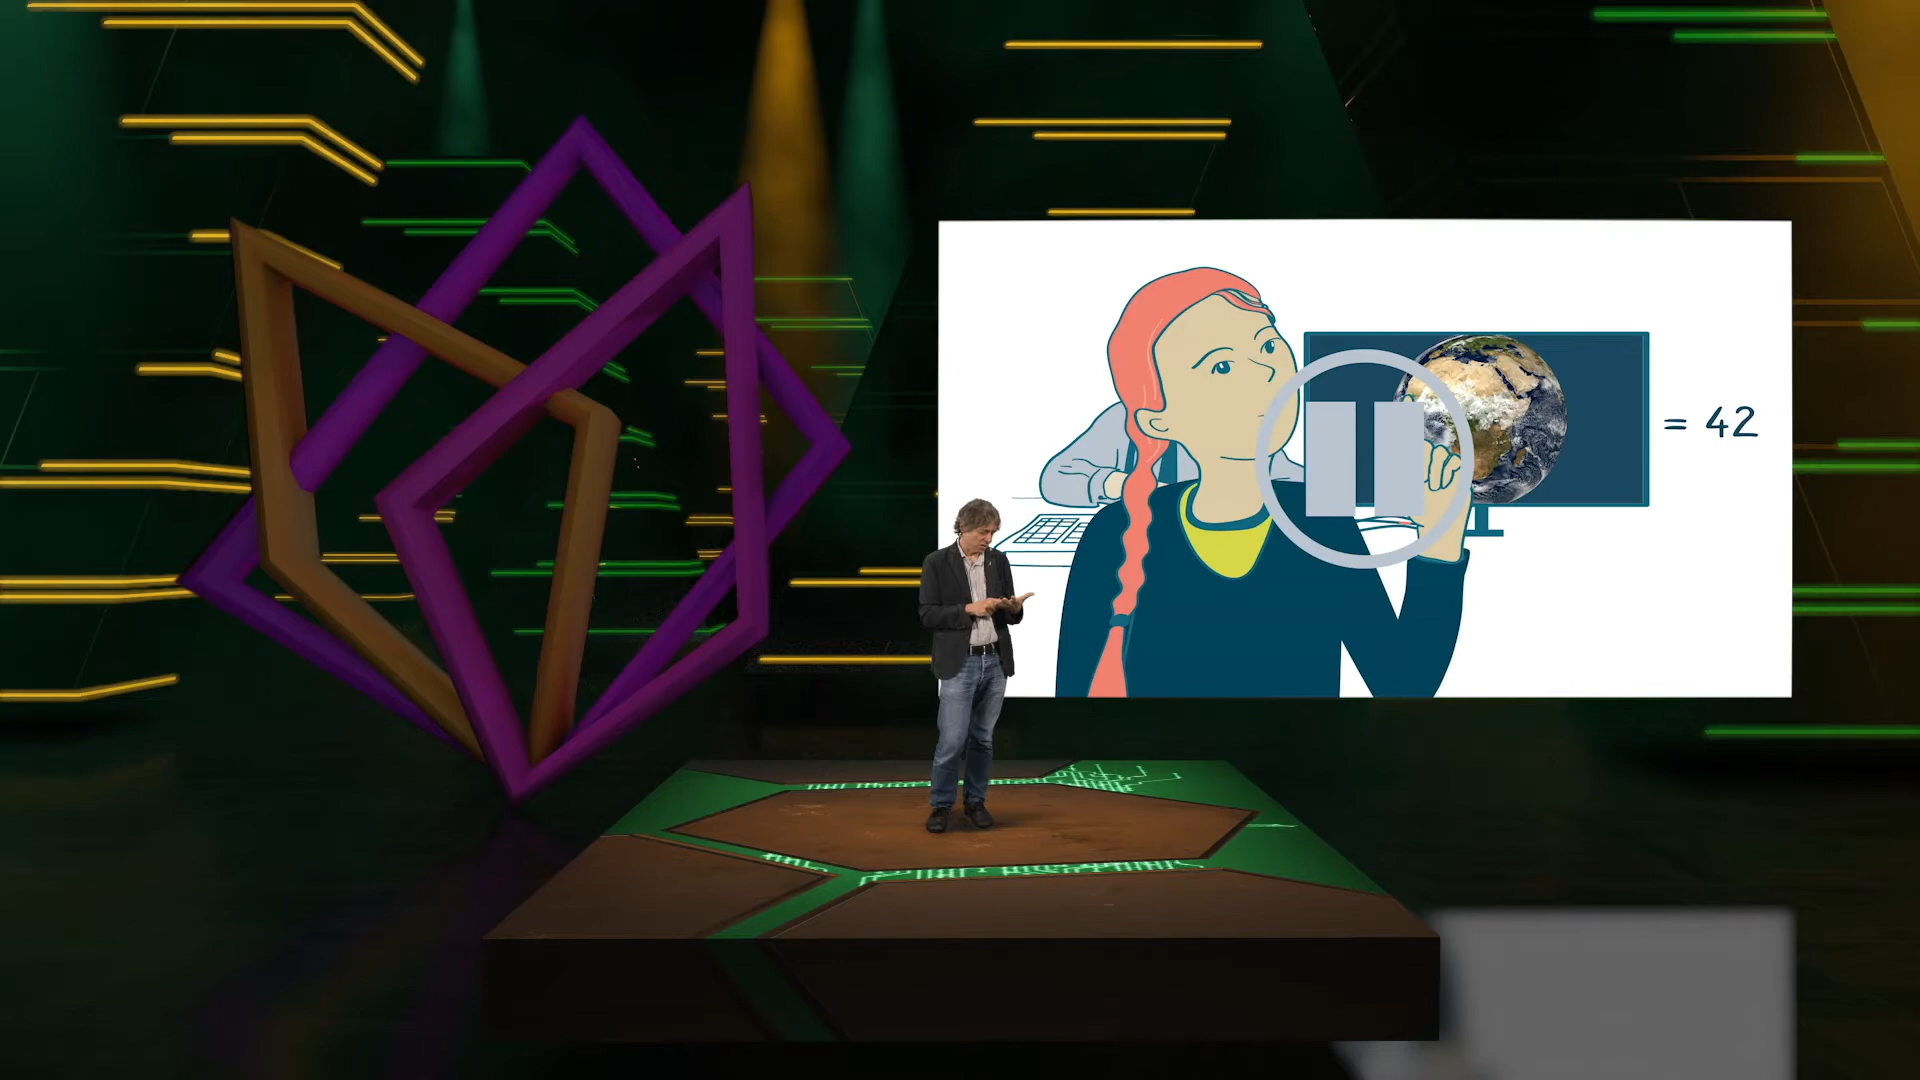 = 42